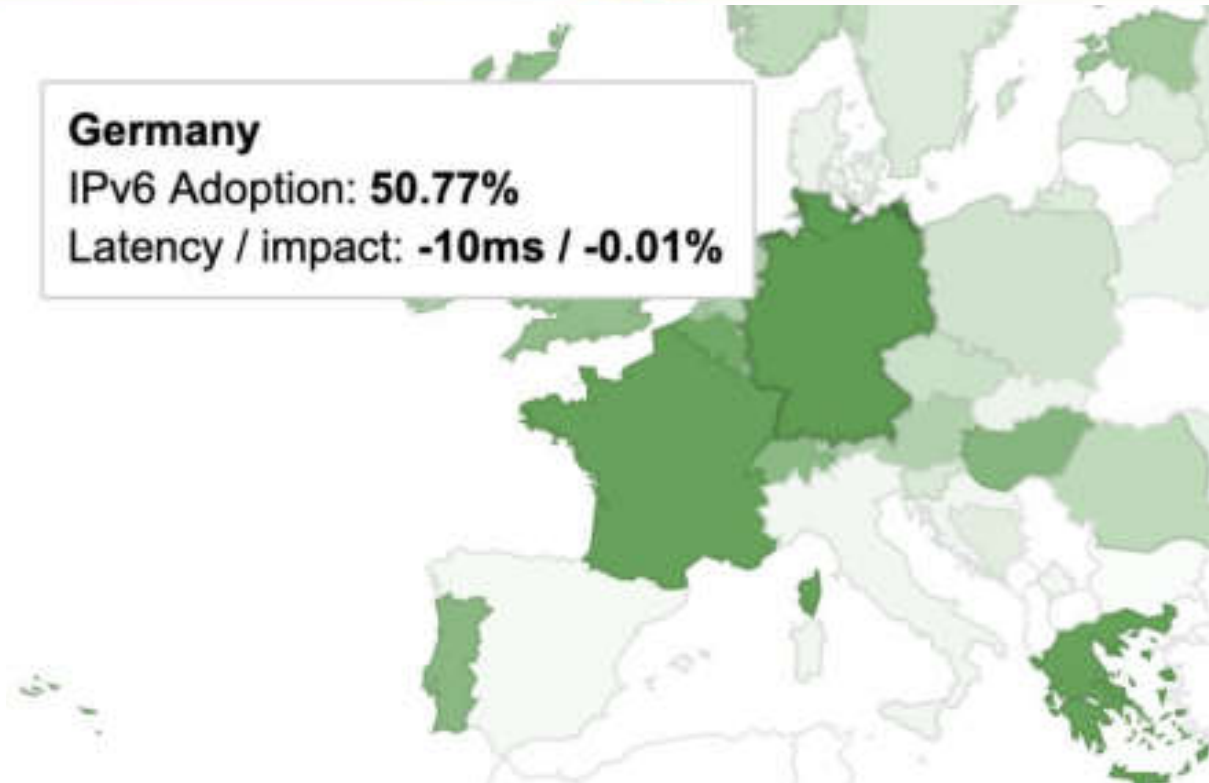 Germany
IPv6 Adoption: 50.77%
Latency / impact: -10ms / -0.01%